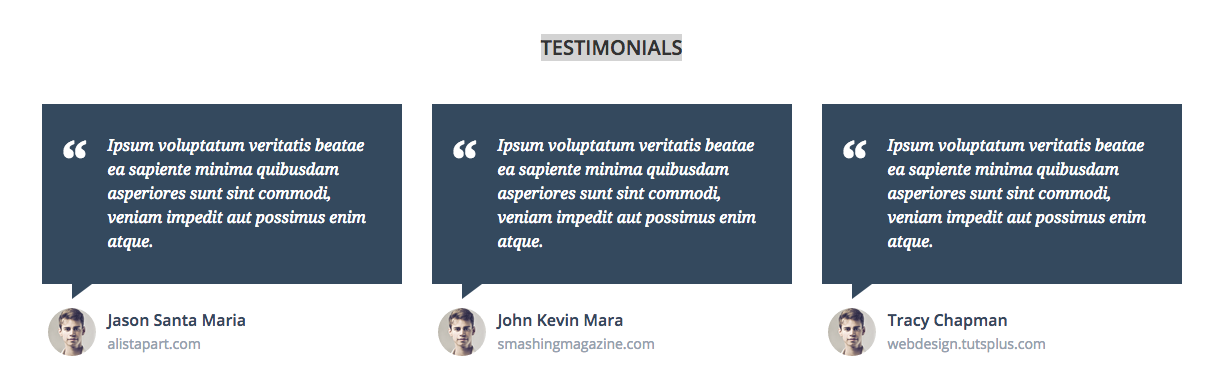 TESTIMONIALS
“ Ipsum voluptatum veritatis beatae
ea sapiente minima quibusdam
asperiores sunt sint commodi,
veniam impedit aut possimus enim
atque.
Jason Santa Maria
alistapart.com
“ Ipsum voluptatum veritatis beatae
ea sapiente minima quibusdam
asperiores sunt sint commodi,
veniam impedit aut possimus enim
atque.
John Kevin Mara
smashingmagazine.com
“ Ipsum voluptatum veritatis beatae
ea sapiente minima quibusdam
asperiores sunt sint commodi,
veniam impedit aut possimus enim
atque.
Tracy Chapman
webdesign.tutsplus.com